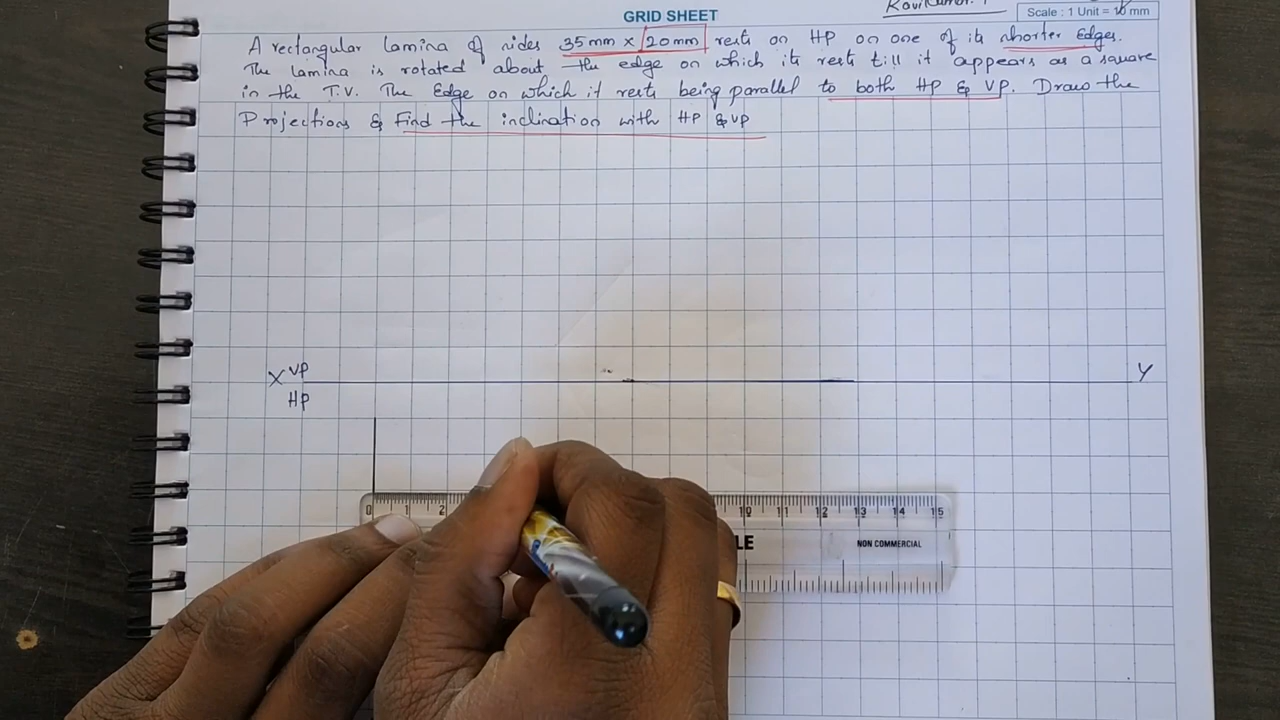 GRID SHEET
Scale : 1 Unit = 10 mm
A rectangular lamina of sides 35mm x 20mm rests on HP on one of its shorter Edges.
The lamina is rotated about the edge on which its rests till it appears as a square
in the T.V. The Edge on which it rests being parallel to both HP & VP. Draw the
Projections & Find the inclination with HP & VP
X VP Y
HP
0 1 2 10 11 12 13 14 15
LE NON COMMERCIAL